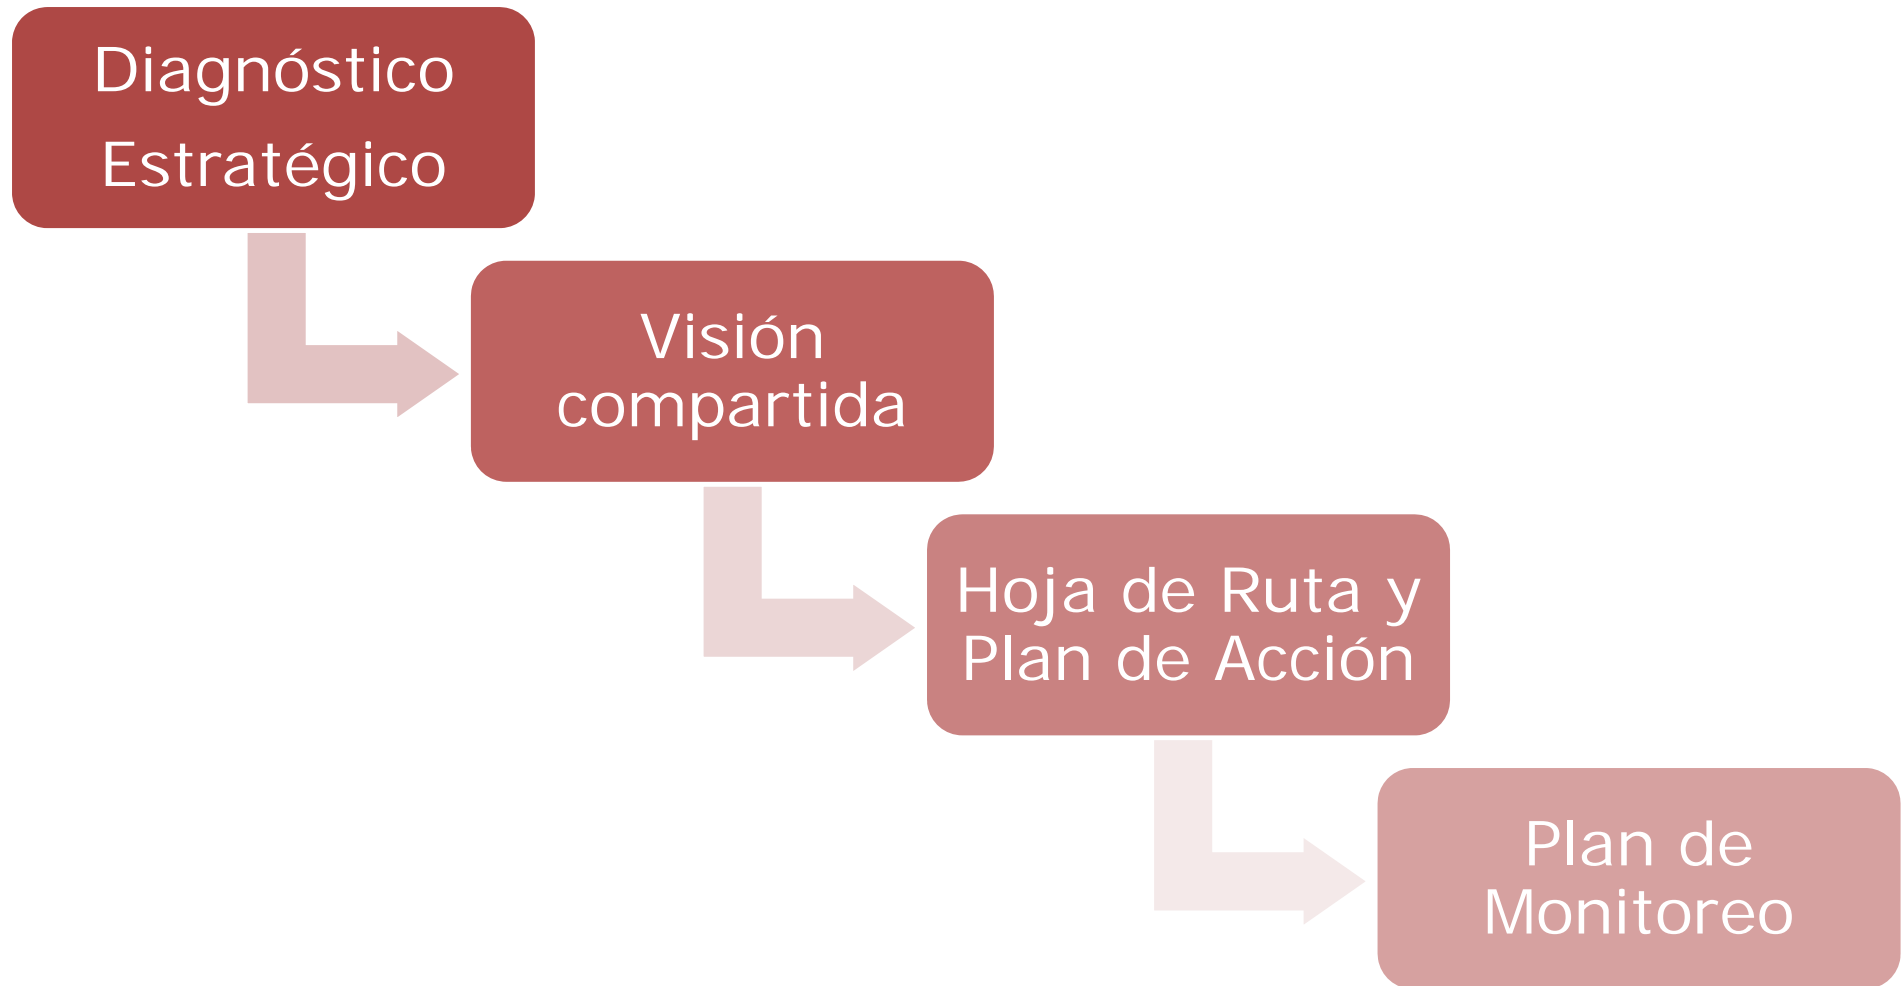 Diagnóstico
Estratégico
Visión
compartida
Hoja de Ruta y
Plan de Acción
Plan de
Monitoreo